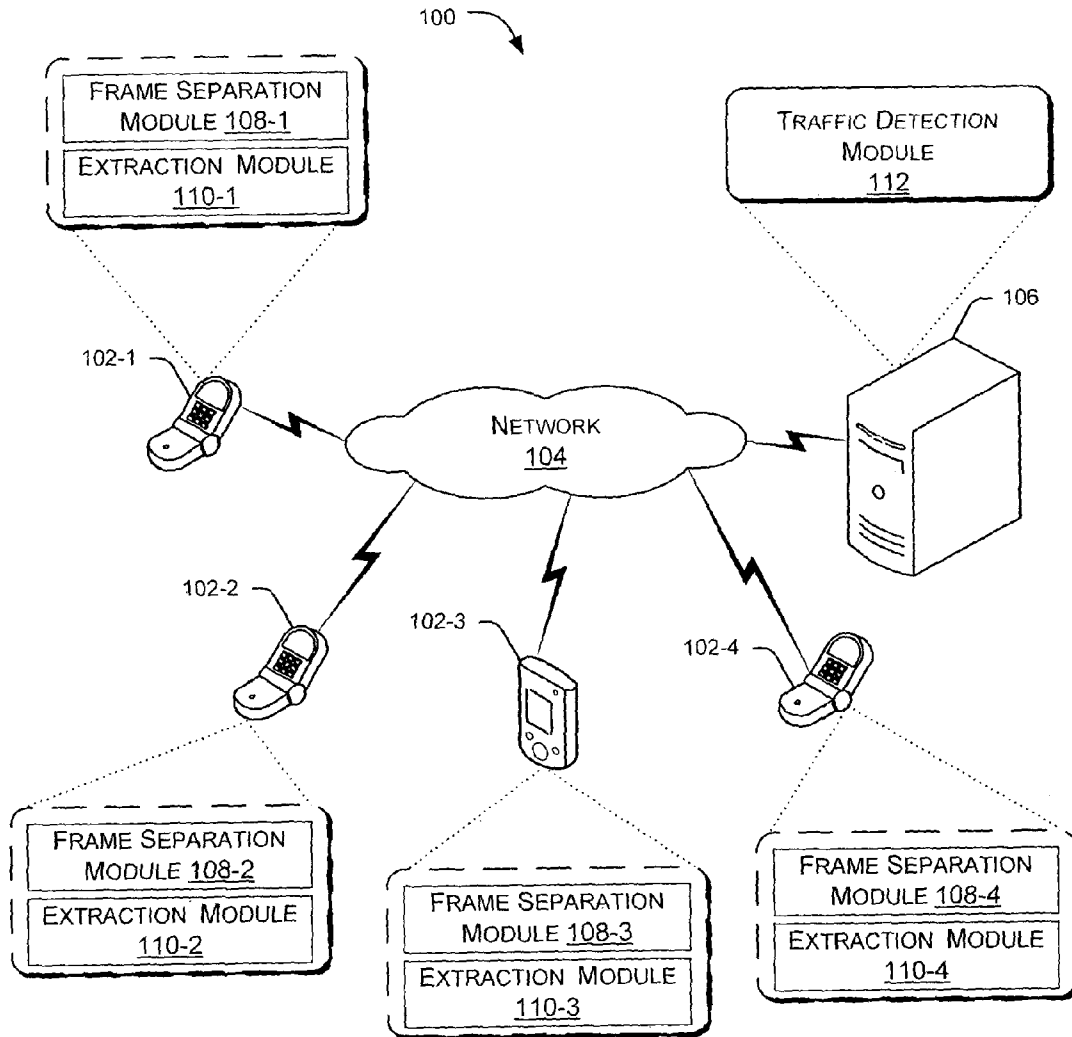 100
FRAME SEPARATION
MODULE 108-1
EXTRACTION MODULE
110-1
TRAFFIC DETECTION
MODULE
112
106
102-1
NETWORK
104
102-2
102-3
102-4
FRAME SEPARATION
MODULE 108-2
EXTRACTION MODULE
110-2
FRAME SEPARATION
MODULE 108-3
EXTRACTION MODULE
110-3
FRAME SEPARATION
MODULE 108-4
EXTRACTION MODULE
110-4